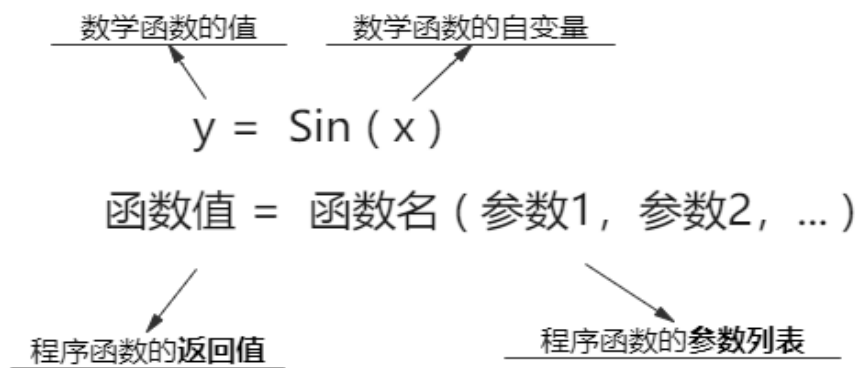 数学函数的值 数学函数的自变量
y = Sin ( x )
函数值 = 函数名 ( 参数1, 参数2, ... )
程序函数的返回值 程序函数的参数列表